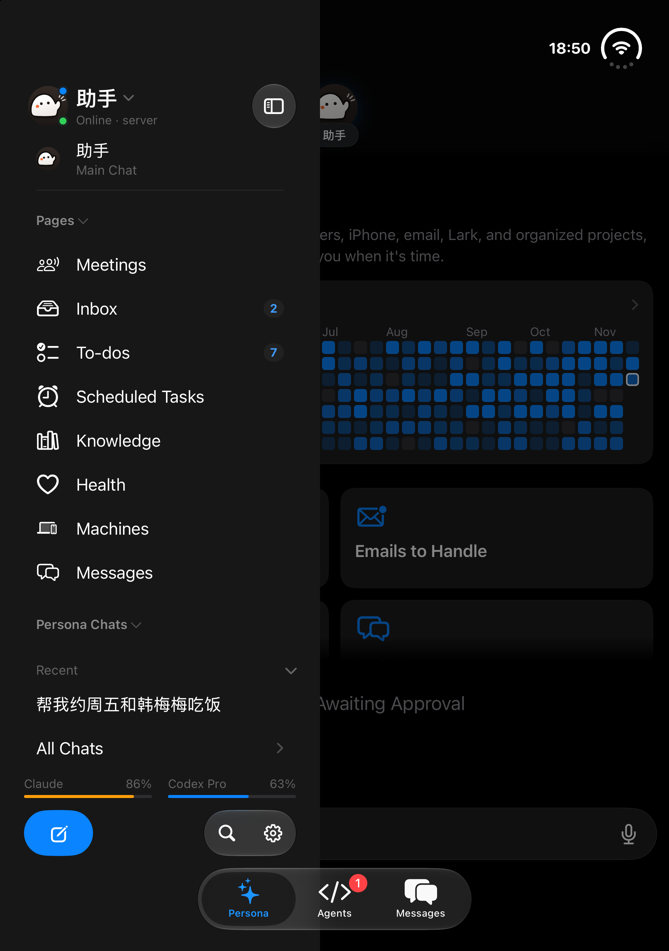 18:50
助手
Online · server
助手
Main Chat
助手
Pages
ers, iPhone, email, Lark, and organized projects,
you when it's time.
Meetings
Inbox
2
To-dos
7
Scheduled Tasks
Knowledge
Health
Machines
Messages
Jul
Aug
Sep
Oct
Nov
Emails to Handle
Persona Chats
Recent
帮我约周五和韩梅梅吃饭
Awaiting Approval
All Chats
Claude
86%
Codex Pro
63%
Persona
1
Agents
Messages